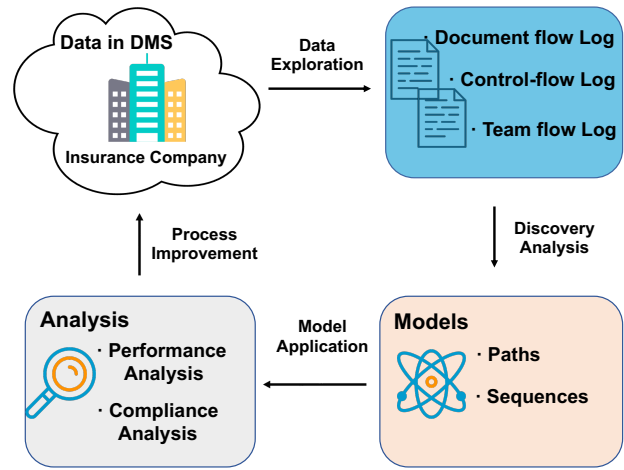 Data in DMS
Insurance Company
Data
Exploration
· Document flow Log
· Control-flow Log
· Team flow Log
Discovery
Analysis
Models
· Paths
· Sequences
Model
Application
Analysis
· Performance
Analysis
· Compliance
Analysis
Process
Improvement